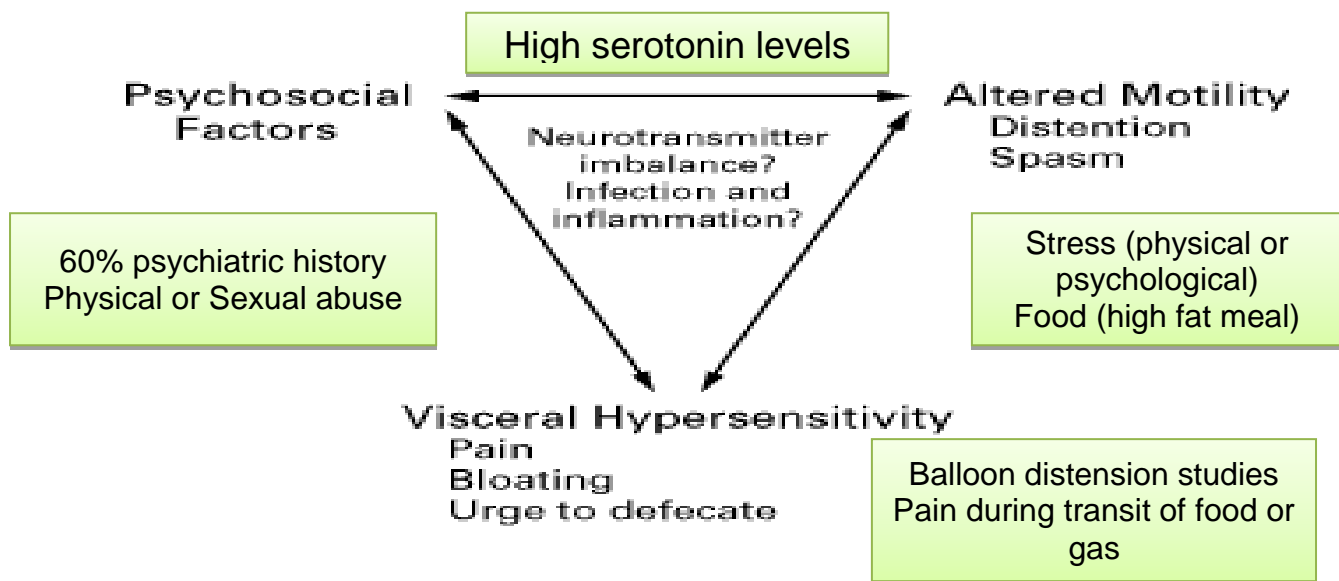 High serotonin levels
Psychosocial
Factors
Altered Motility
Distention
Spasm
Neurotransmitter
imbalance?
Infection and
inflammation?
60% psychiatric history
Physical or Sexual abuse
Stress (physical or
psychological)
Food (high fat meal)
Visceral Hypersensitivity
Pain
Bloating
Urge to defecate
Balloon distension studies
Pain during transit of food or
gas